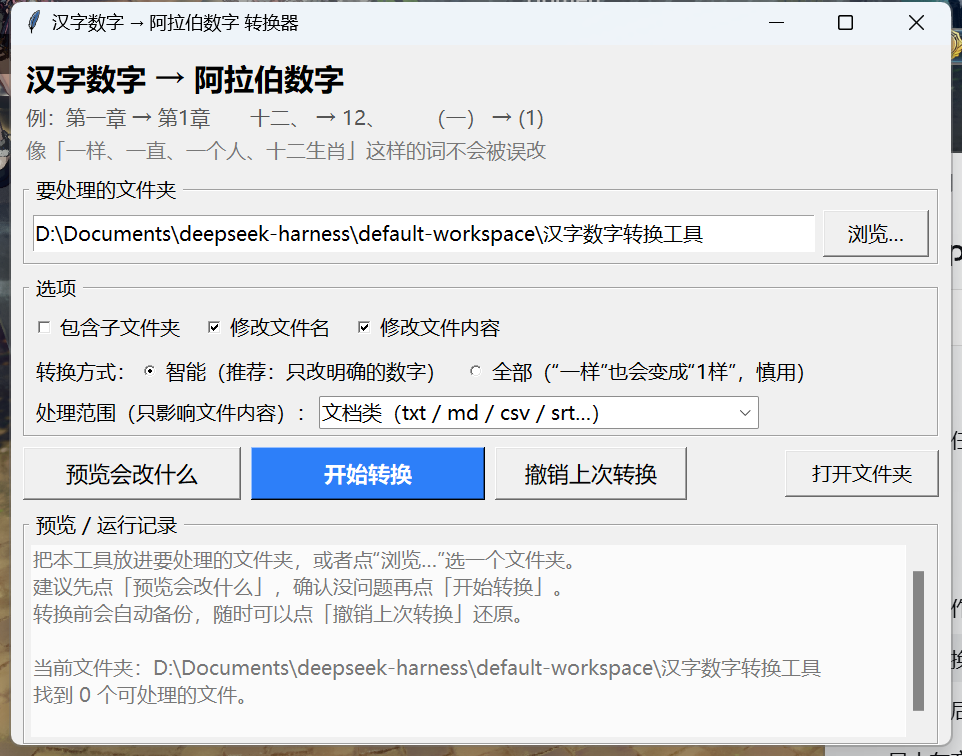 汉字数字 → 阿拉伯数字 转换器
汉字数字 → 阿拉伯数字
例：第一章 → 第1章 十二、 → 12、 （一） → (1)
像「一样、一直、一个人、十二生肖」这样的词不会被误改
要处理的文件夹
D:\Documents\deepseek-harness\default-workspace\汉字数字转换工具
浏览...
选项
包含子文件夹 修改文件名 修改文件内容
转换方式： 智能（推荐：只改明确的数字） 全部（“一样”也会变成“1样”，慎用）
处理范围（只影响文件内容）： 文档类（txt / md / csv / srt...）
预览会改什么 开始转换 撤销上次转换 打开文件夹
预览 / 运行记录
把本工具放进要处理的文件夹，或者点“浏览...”选一个文件夹。
建议先点「预览会改什么」，确认没问题再点「开始转换」。
转换前会自动备份，随时可以点「撤销上次转换」还原。
当前文件夹：D:\Documents\deepseek-harness\default-workspace\汉字数字转换工具
找到 0 个可处理的文件。